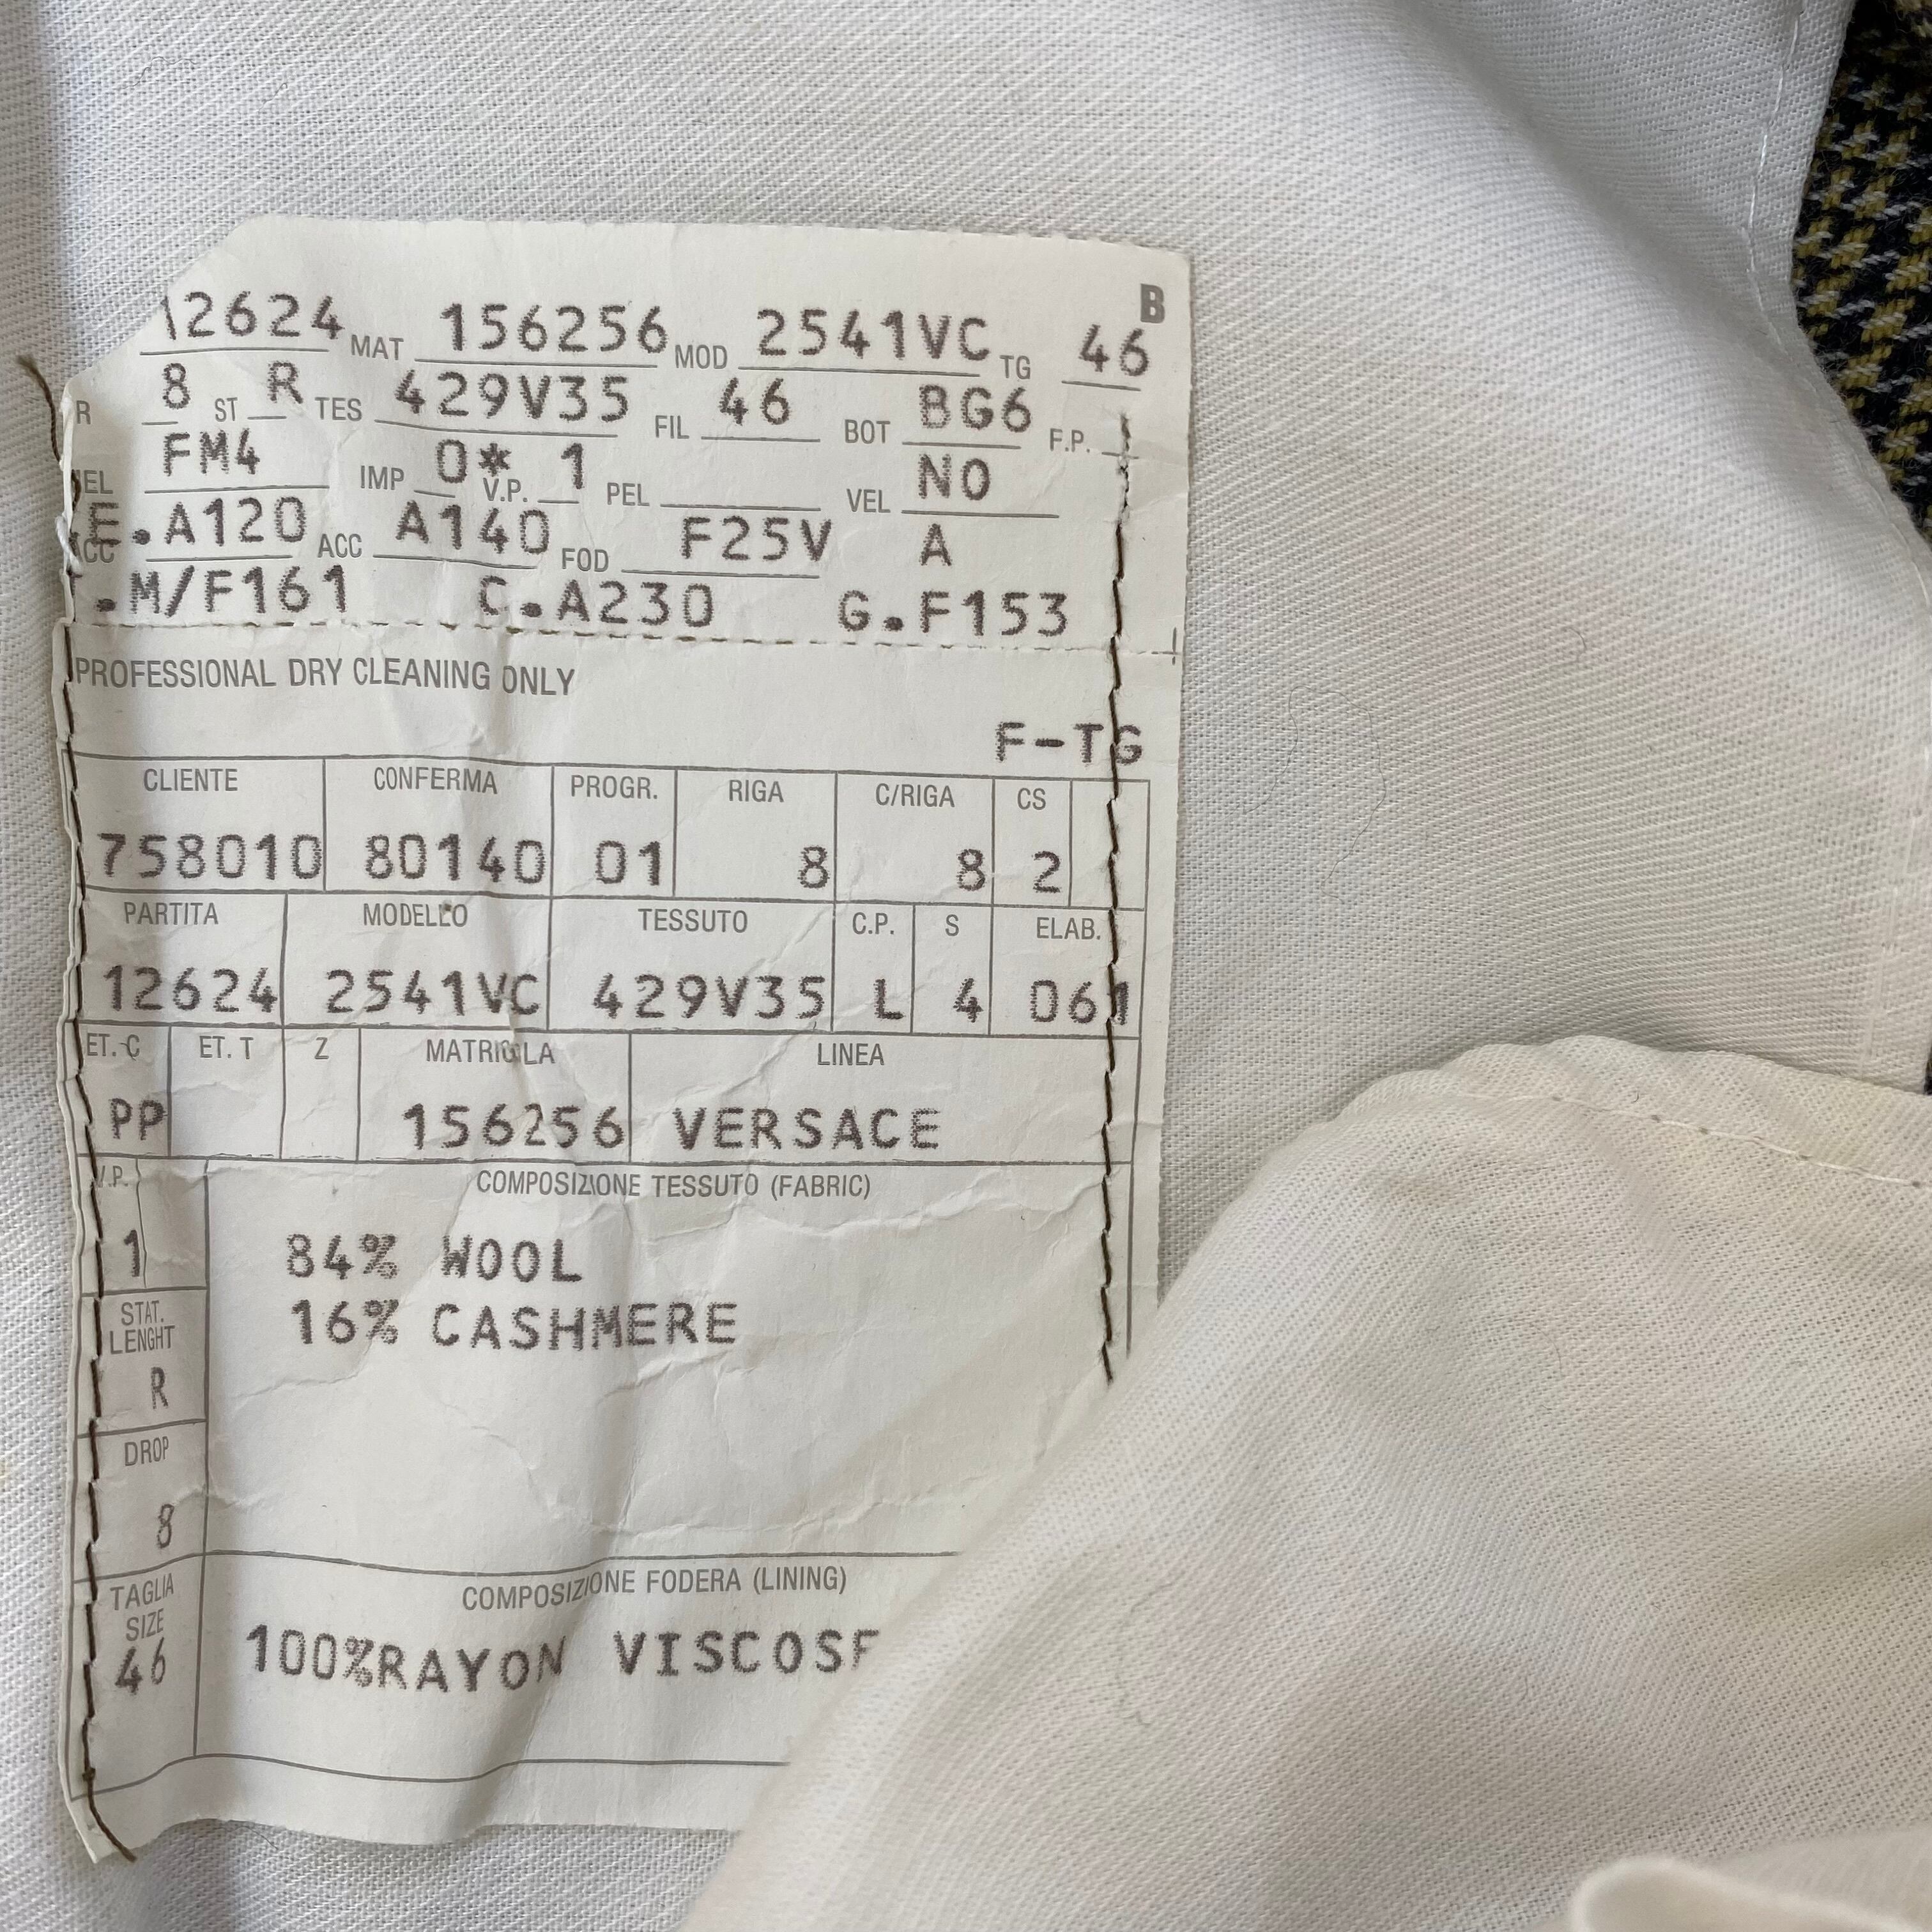 B
12624 MAT 156256 MOD 2541VC TG 46
R 8 ST R TES 429V35 FIL 46 BOT BG6 F.P.
FM4 IMP 0* V.P. 1 PEL VEL NO
E.A120 ACC A140 FOD F25V A
.M/F161 C.A230 G.F153
PROFESSIONAL DRY CLEANING ONLY
F-TG
CLIENTE CONFERMA PROGR. RIGA C/RIGA CS
758010 80140 01 8 8 2
PARTITA MODELLO TESSUTO C.P. S ELAB.
12624 2541VC 429V35 L 4 061
ET.C ET. T Z MATRICOLA LINEA
PP 156256 VERSACE
V.P. COMPOSIZIONE TESSUTO (FABRIC)
1 84% WOOL
16% CASHMERE
STAT.
LENGHT
R
DROP
8
TAGLIA COMPOSIZIONE FODERA (LINING)
SIZE
46 100%RAYON VISCOSE